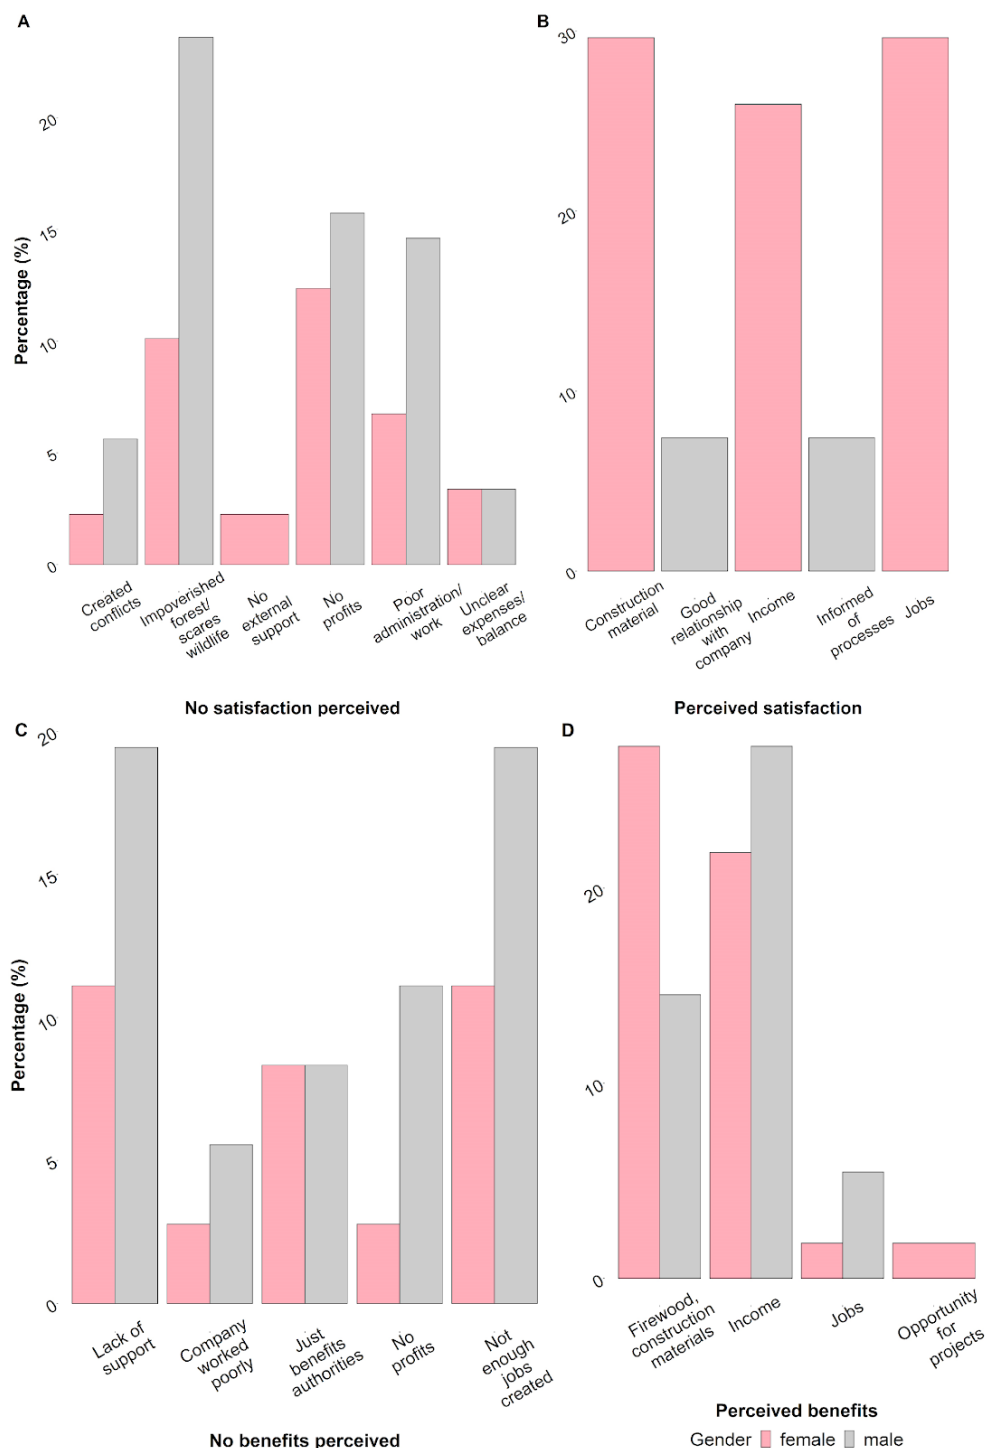 A
Percentage (%)
20
15
10
5
0
Created
conflicts
Impoverished
forest/
scares
wildlife
No
external
support
No
profits
Poor
administration/
work
Unclear
expenses/
balance
No satisfaction perceived
B
30
20
10
0
Construction
material
Good
relationship
with
company
Income
Informed
of
processes
Jobs
Perceived satisfaction
C
Percentage (%)
20
15
10
5
0
Lack of
support
Company
worked
poorly
Just
benefits
authorities
No
profits
Not
enough
jobs
created
No benefits perceived
D
20
10
0
Firewood,
construction
materials
Income
Jobs
Opportunity
for
projects
Perceived benefits
Gender female male